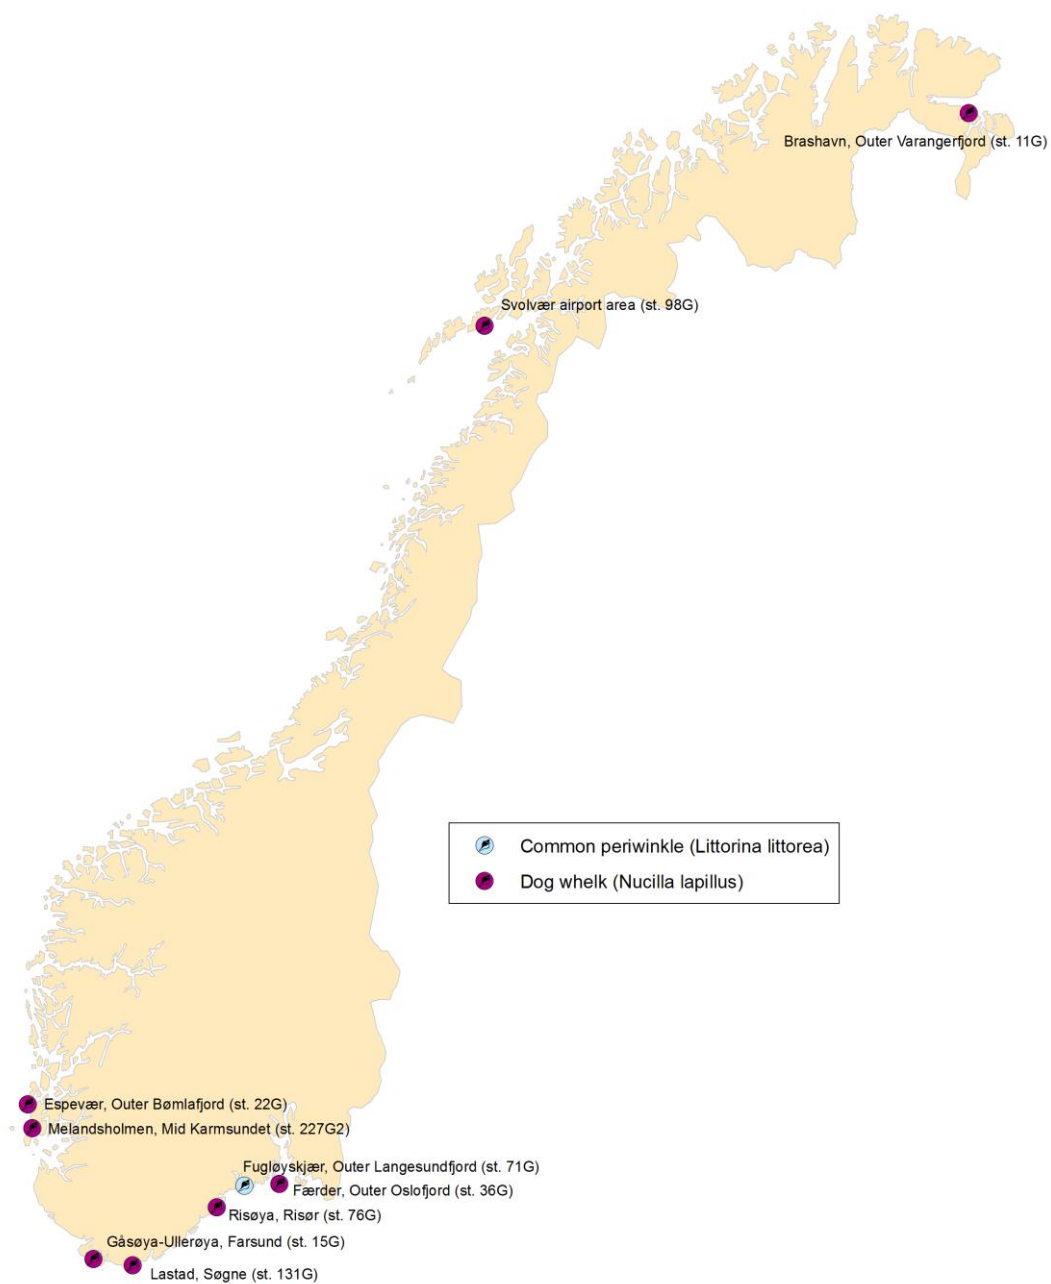 Brashavn, Outer Varangerfjord (st. 11G)
Svolvær airport area (st. 98G)
Common periwinkle (Littorina littorea)
Dog whelk (Nucilla lapillus)
Espevær, Outer Bømlafjord (st. 22G)
Melandsholmen, Mid Karmsundet (st. 227G2)
Fugløyskjær, Outer Langesundfjord (st. 71G)
Færder, Outer Oslofjord (st. 36G)
Risøya, Risør (st. 76G)
Gåsøya-Ullerøya, Farsund (st. 15G)
Lastad, Søgne (st. 131G)